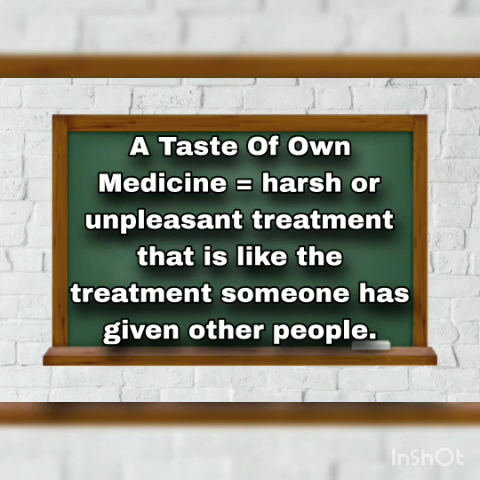 A Taste Of Own
Medicine = harsh or
unpleasant treatment
that is like the
treatment someone has
given other people.
InShOt